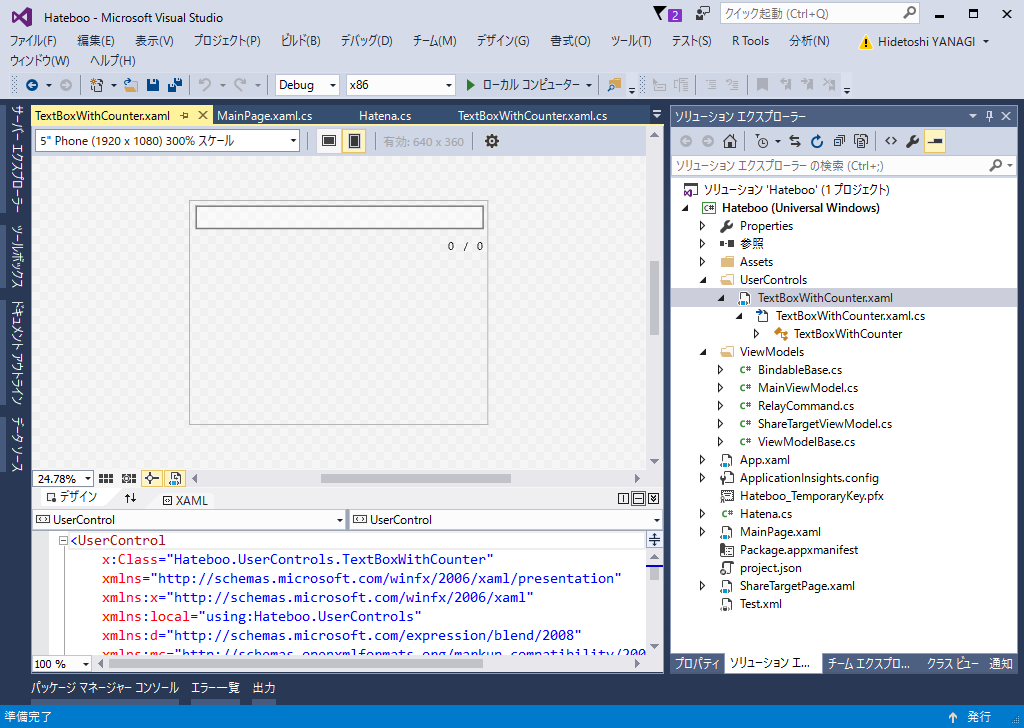 Hateboo - Microsoft Visual Studio
2
クイック起動 (Ctrl+Q)
ファイル(F) 編集(E) 表示(V) プロジェクト(P) ビルド(B) デバッグ(D) チーム(M) デザイン(G) 書式(O) ツール(T) テスト(S) R Tools 分析(N) Hidetoshi YANAGI
ウィンドウ(W) ヘルプ(H)
Debug x86 ローカル コンピューター
サーバー エクスプローラー
ツールボックス
ドキュメント アウトライン
データ ソース
TextBoxWithCounter.xaml MainPage.xaml.cs Hatena.cs TextBoxWithCounter.xaml.cs
5" Phone (1920 x 1080) 300% スケール 有効: 640 x 360
0 / 0
24.78%
デザイン XAML
UserControl UserControl
<UserControl
x:Class="Hateboo.UserControls.TextBoxWithCounter"
xmlns="http://schemas.microsoft.com/winfx/2006/xaml/presentation"
xmlns:x="http://schemas.microsoft.com/winfx/2006/xaml"
xmlns:local="using:Hateboo.UserControls"
xmlns:d="http://schemas.microsoft.com/expression/blend/2008"
xmlns:mc="http://schemas.openxmlformats.org/markup-compatibility/200
100 %
ソリューション エクスプローラー
ソリューション エクスプローラー の検索 (Ctrl+;)
ソリューション 'Hateboo' (1 プロジェクト)
Hateboo (Universal Windows)
Properties
参照
Assets
UserControls
TextBoxWithCounter.xaml
TextBoxWithCounter.xaml.cs
TextBoxWithCounter
ViewModels
C# BindableBase.cs
C# MainViewModel.cs
C# RelayCommand.cs
C# ShareTargetViewModel.cs
C# ViewModelBase.cs
App.xaml
ApplicationInsights.config
Hateboo_TemporaryKey.pfx
C# Hatena.cs
MainPage.xaml
Package.appxmanifest
project.json
ShareTargetPage.xaml
Test.xml
プロパティ ソリューション エ... チーム エクスプロ... クラス ビュー 通知
パッケージ マネージャー コンソール エラー一覧 出力
準備完了 発行